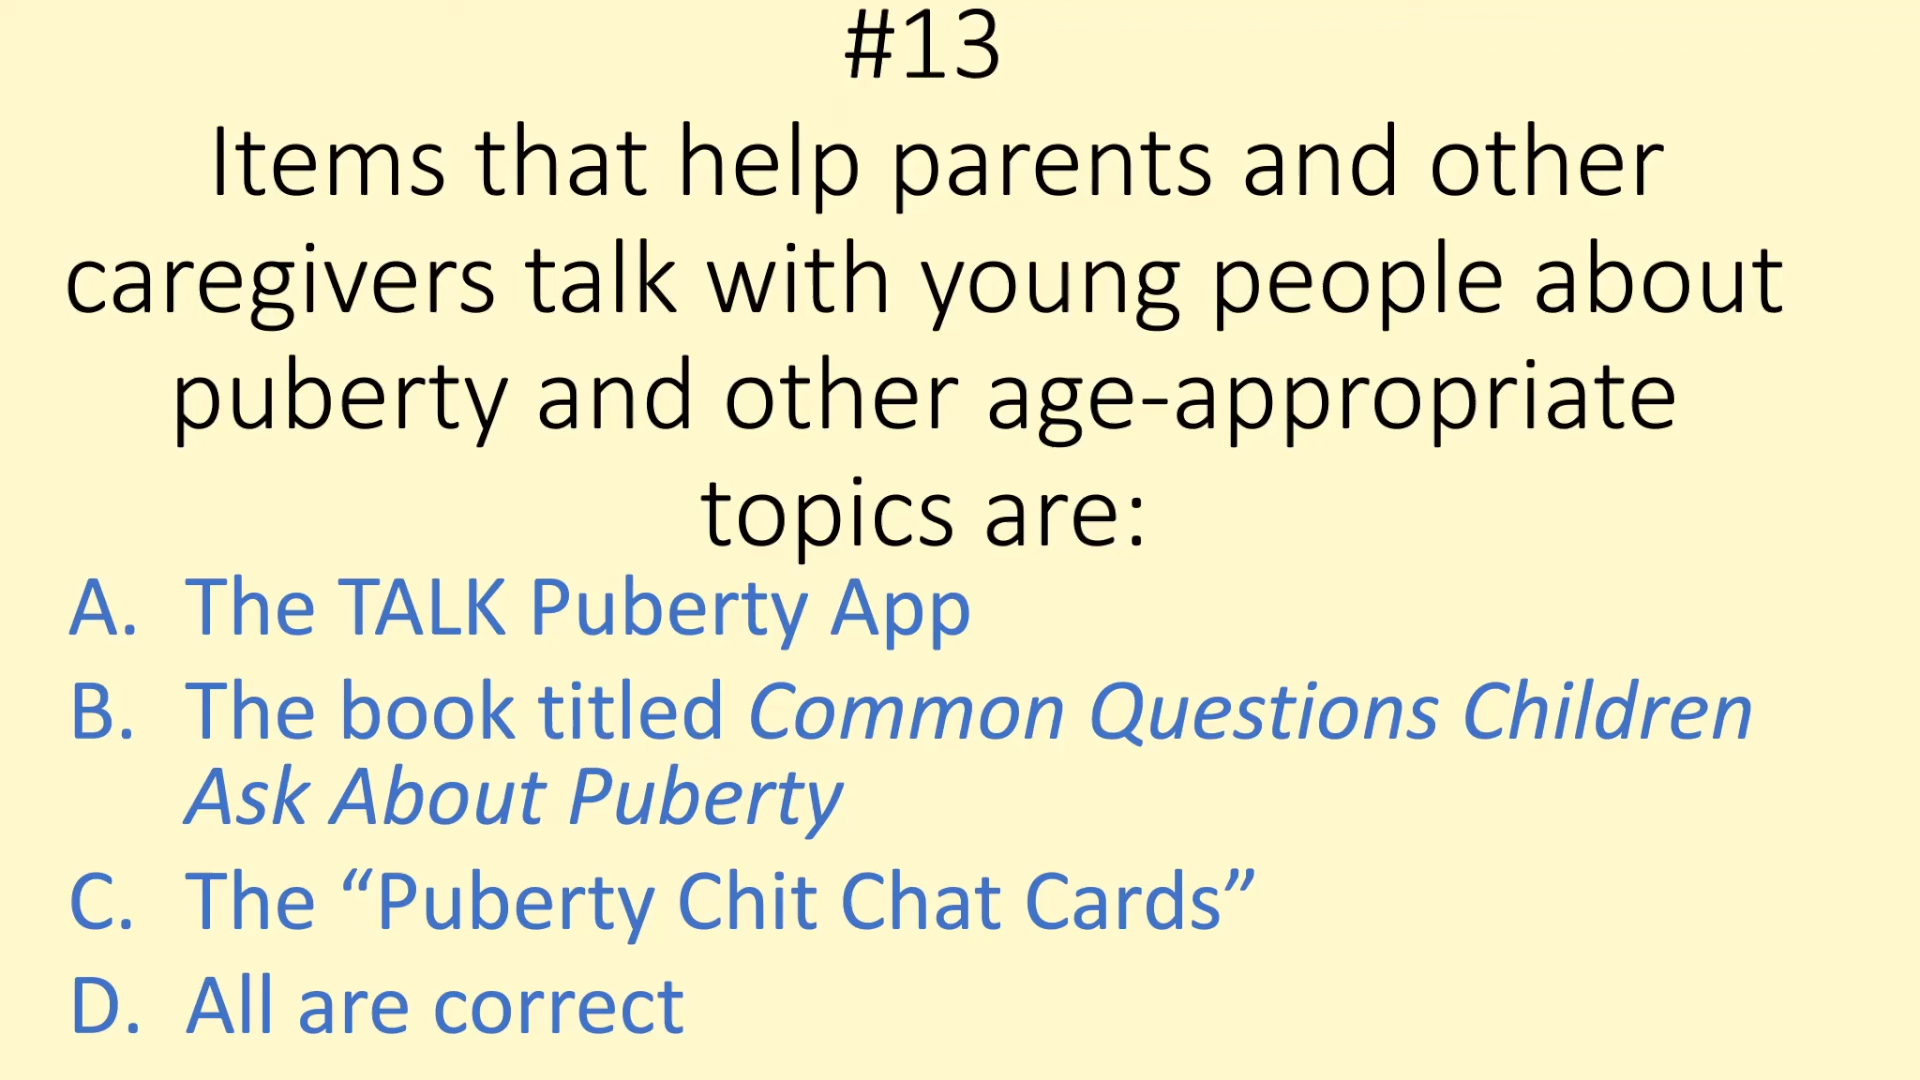 #13
Items that help parents and other
caregivers talk with young people about
puberty and other age-appropriate
topics are:
A. The TALK Puberty App
B. The book titled Common Questions Children
Ask About Puberty
C. The “Puberty Chit Chat Cards”
D. All are correct